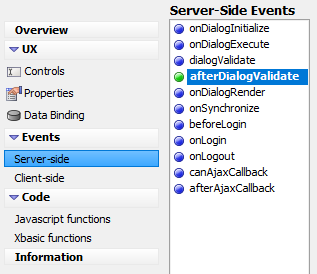 Overview
UX
Controls
Properties
Data Binding
Events
Server-side
Client-side
Code
Javascript functions
Xbasic functions
Information
Server-Side Events
onDialogInitialize
onDialogExecute
dialogValidate
afterDialogValidate
onDialogRender
onSynchronize
beforeLogin
onLogin
onLogout
canAjaxCallback
afterAjaxCallback